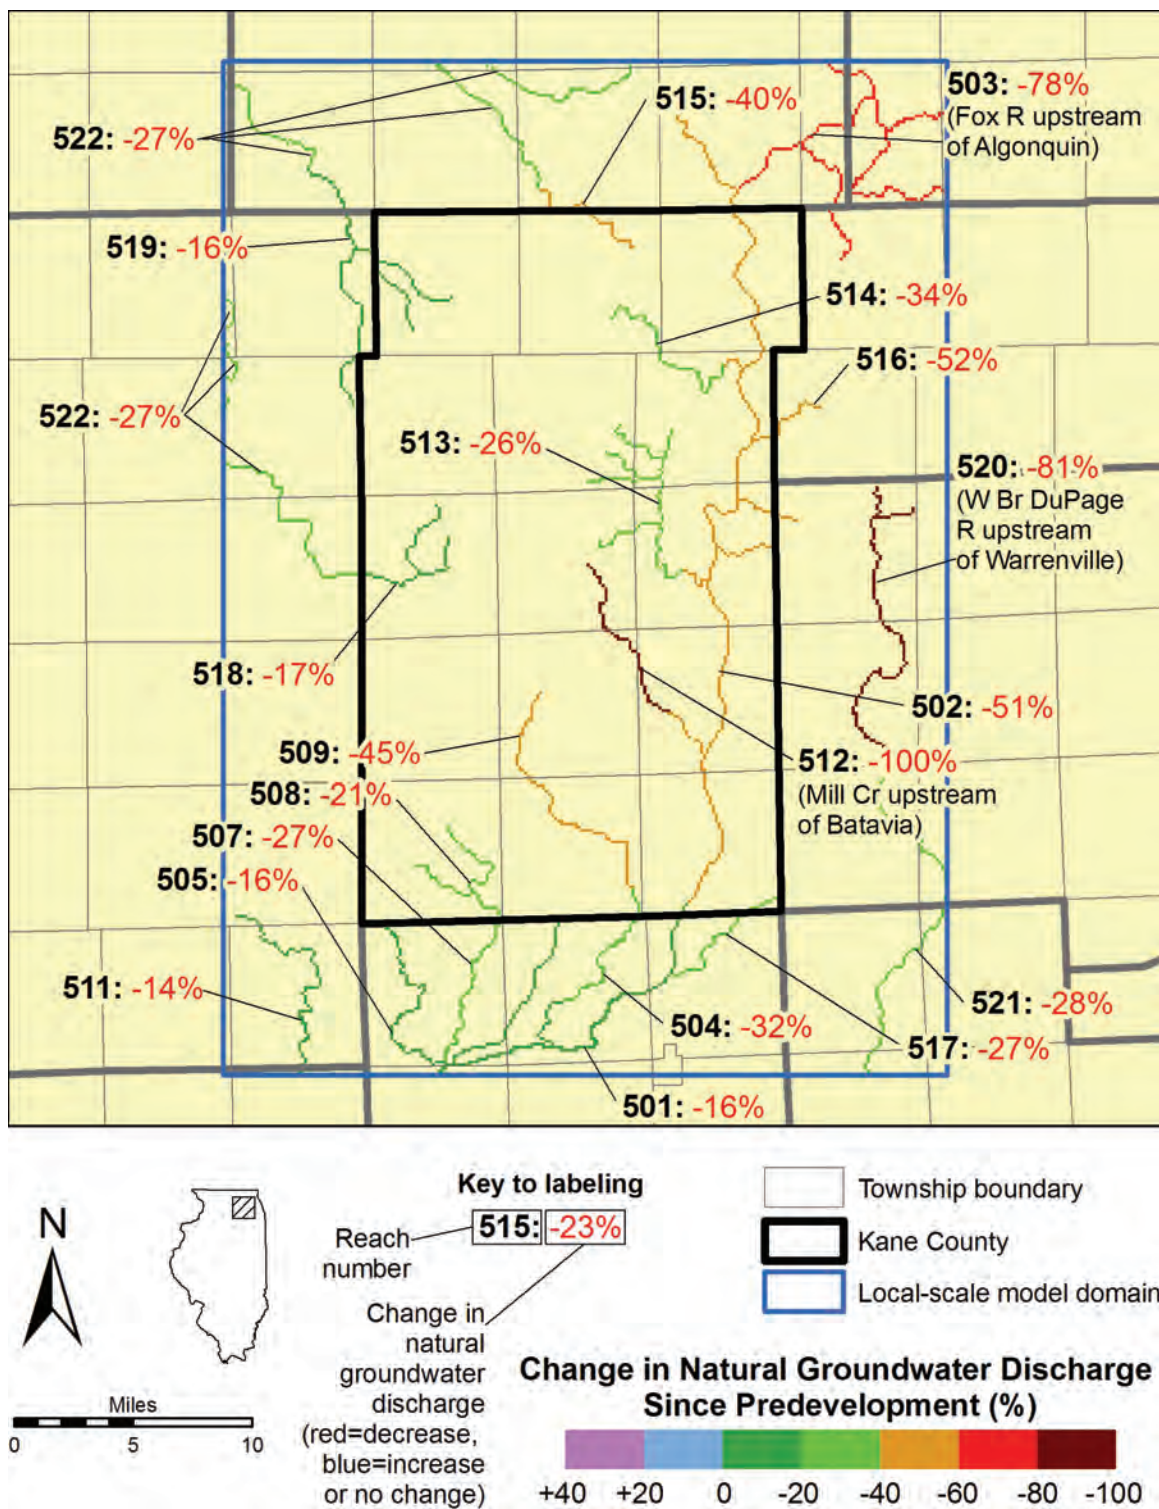 503: -78%
(Fox R upstream
of Algonquin)
515: -40%
522: -27%
519: -16%
514: -34%
516: -52%
522: -27%
513: -26%
520: -81%
(W Br DuPage
R upstream
of Warrenville)
518: -17%
502: -51%
509: -45%
512: -100%
(Mill Cr upstream
of Batavia)
508: -21%
507: -27%
505: -16%
511: -14%
521: -28%
504: -32%
517: -27%
501: -16%
Key to labeling
515: -23%
Reach
number
Change in
natural
groundwater
discharge
(red=decrease,
blue=increase
or no change)
N
Miles
0 5 10
Township boundary
Kane County
Local-scale model domain
Change in Natural Groundwater Discharge
Since Predevelopment (%)
+40 +20 0 -20 -40 -60 -80 -100